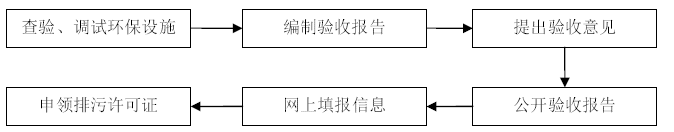 查验、调试环保设施
编制验收报告
提出验收意见
公开验收报告
网上填报信息
申领排污许可证